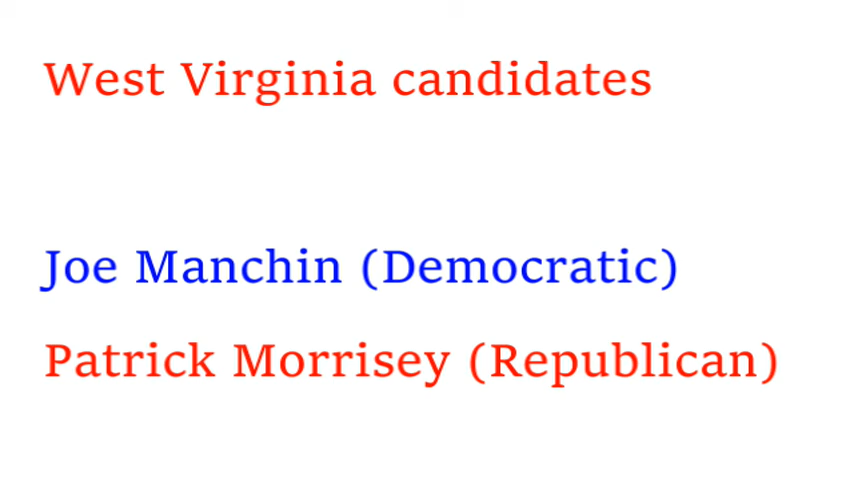 West Virginia candidates
Joe Manchin (Democratic)
Patrick Morrisey (Republican)